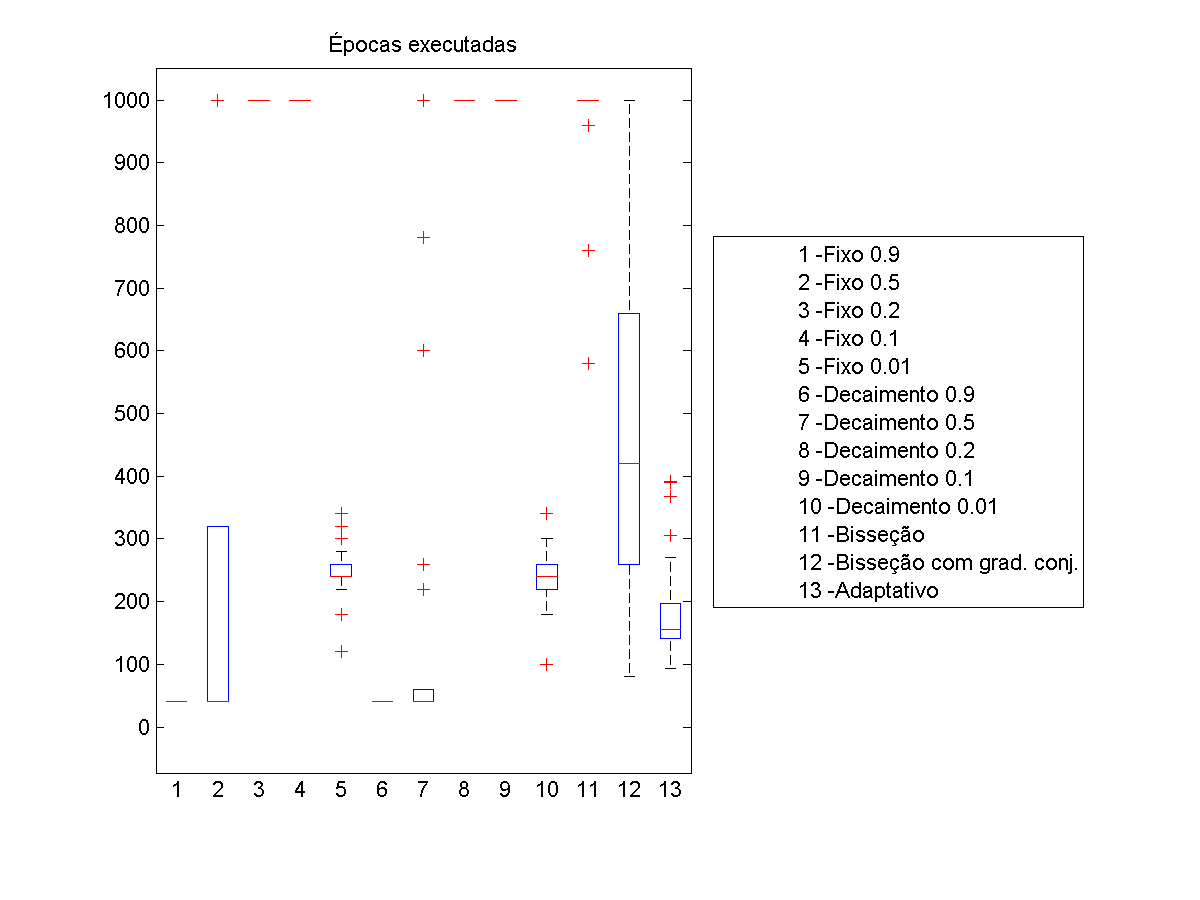 Épocas executadas
1000
900
800
700
600
500
400
300
200
100
0
1 2 3 4 5 6 7 8 9 10 11 12 13
1 -Fixo 0.9
2 -Fixo 0.5
3 -Fixo 0.2
4 -Fixo 0.1
5 -Fixo 0.01
6 -Decaimento 0.9
7 -Decaimento 0.5
8 -Decaimento 0.2
9 -Decaimento 0.1
10 -Decaimento 0.01
11 -Bisseção
12 -Bisseção com grad. conj.
13 -Adaptativo